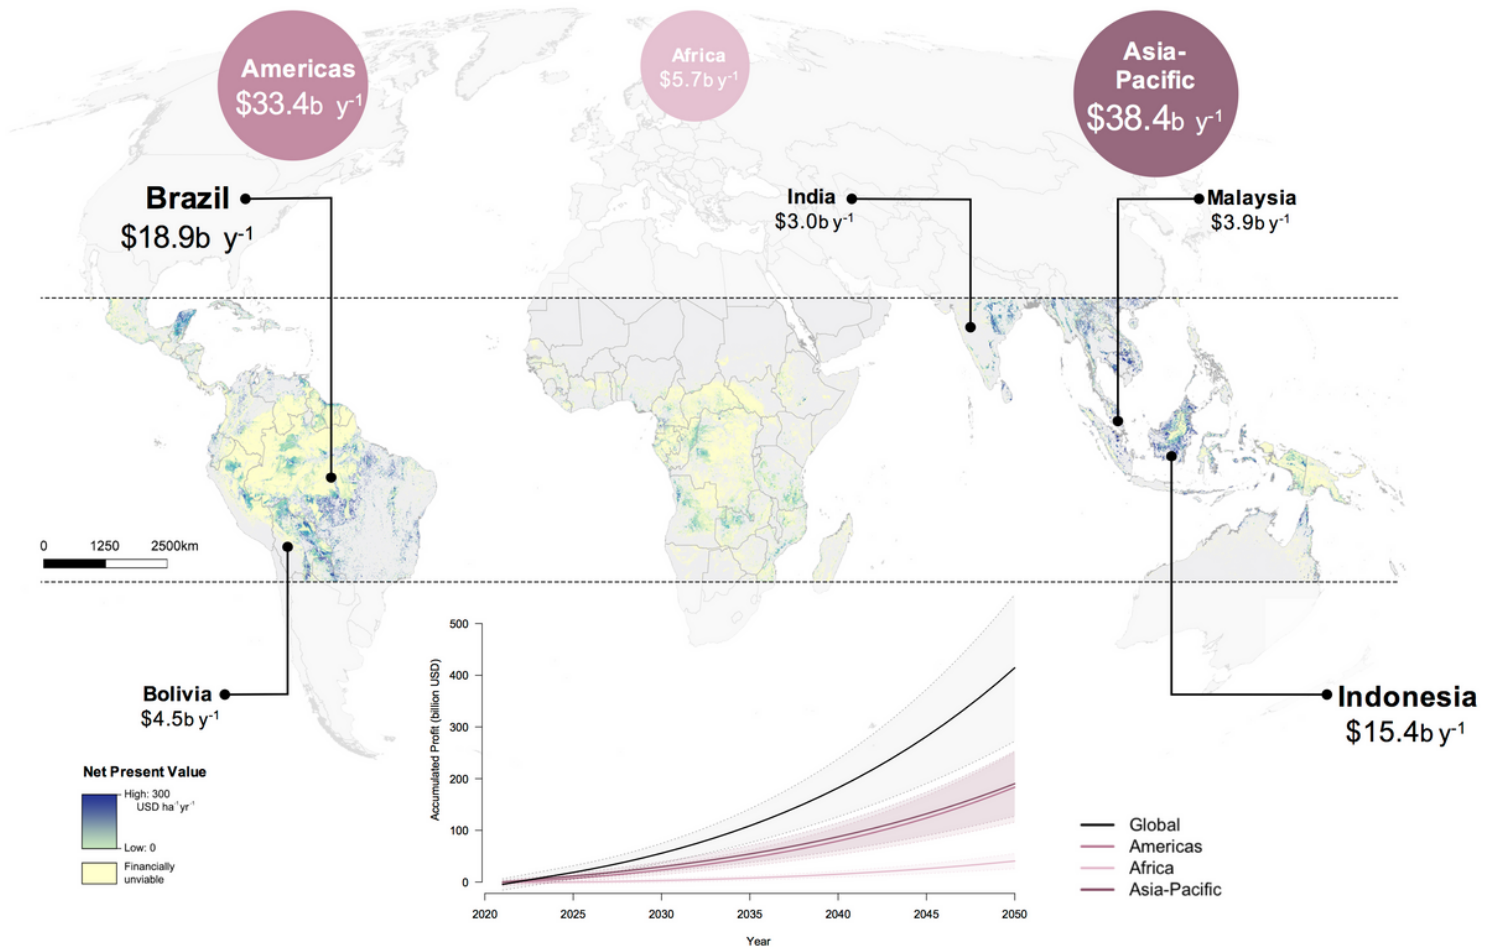 Americas
$33.4b y⁻¹
Africa
$5.7b y⁻¹
Asia-
Pacific
$38.4b y⁻¹
Brazil
$18.9b y⁻¹
India
$3.0b y⁻¹
Malaysia
$3.9b y⁻¹
0 1250 2500km
Bolivia
$4.5b y⁻¹
Indonesia
$15.4b y⁻¹
Net Present Value
High: 300
USD ha⁻¹yr⁻¹
Low: 0
Financially
unviable
Accumulated Profit (billion USD)
500
400
300
200
100
0
2020 2025 2030 2035 2040 2045 2050
Year
Global
Americas
Africa
Asia-Pacific